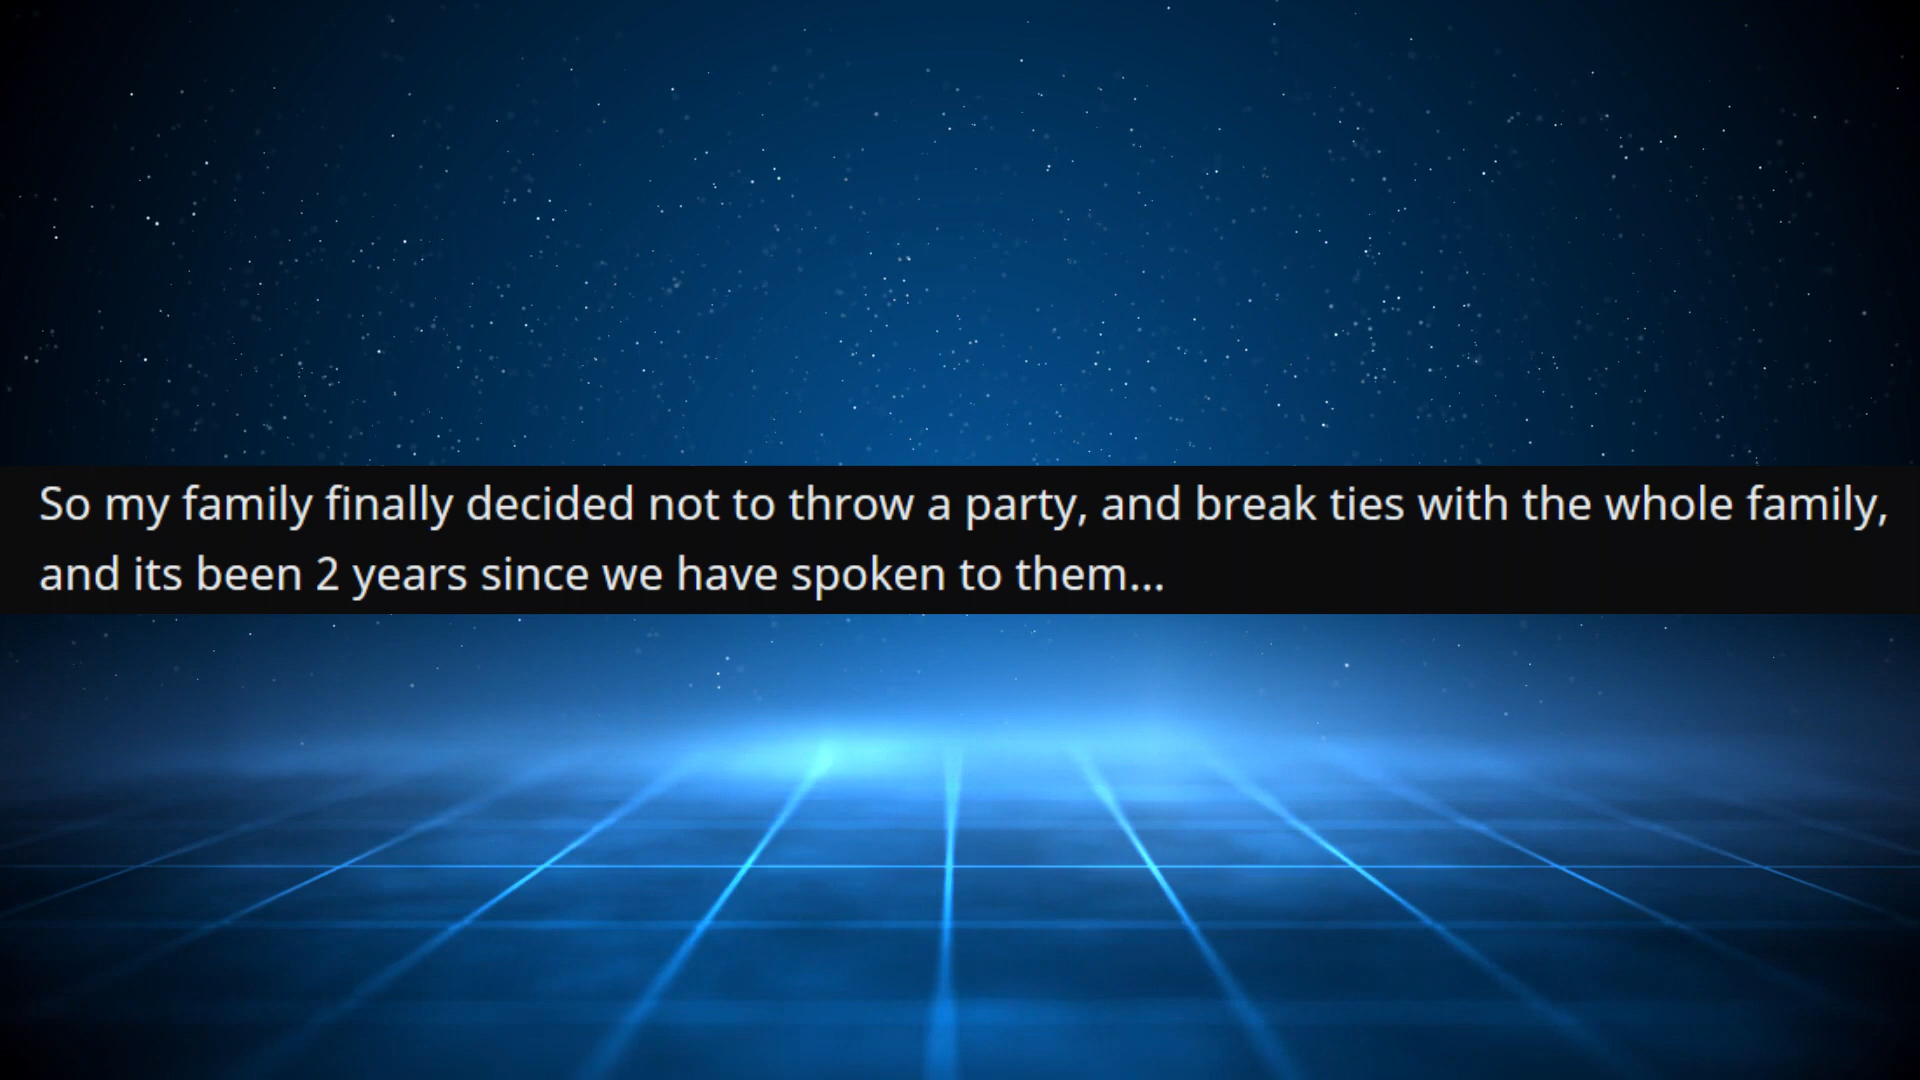 So my family finally decided not to throw a party, and break ties with the whole family,
and its been 2 years since we have spoken to them...